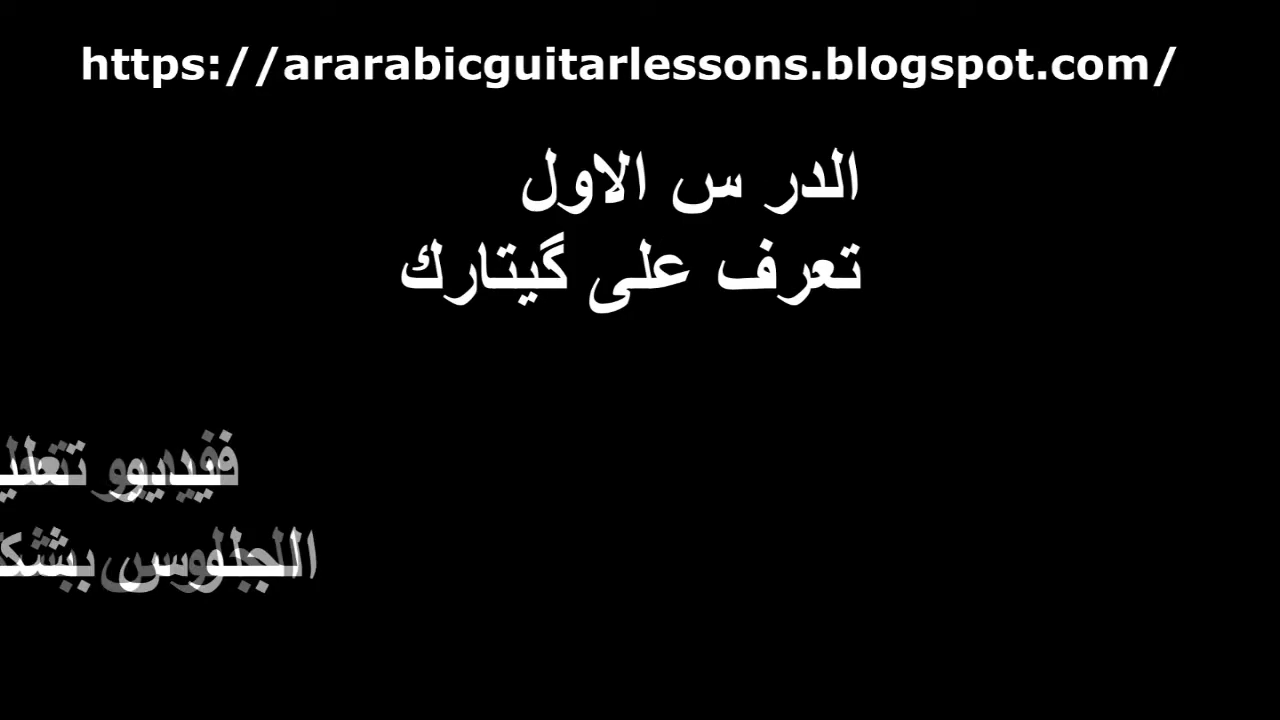 https://ararabicguitarlessons.blogspot.com/
الدر س الاول
تعرف على گيتارك
فيديو
الجلوس